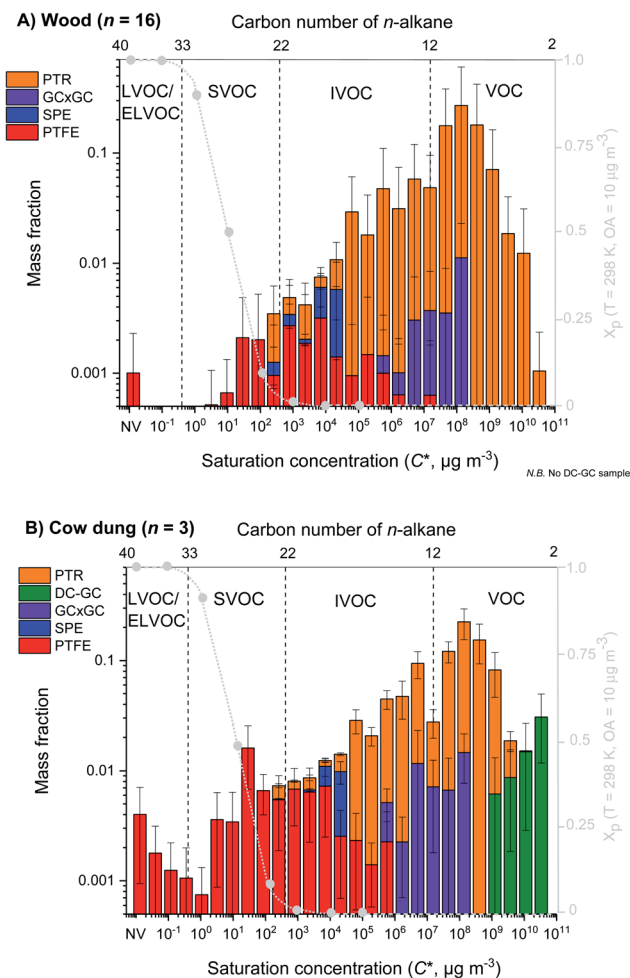 A) Wood (n = 16)
Carbon number of n-alkane
40 33 22 12 2
PTR
GCxGC
SPE
PTFE
LVOC/
ELVOC
SVOC
IVOC
VOC
Mass fraction
0.1
0.01
0.001
1.0
0.75
0.5
0.25
0
Xp (T = 298 K, OA = 10 µg m-3)
NV 10-1 100 101 102 103 104 105 106 107 108 109 1010 1011
Saturation concentration (C*, µg m-3)
N.B. No DC-GC sample
B) Cow dung (n = 3)
Carbon number of n-alkane
40 33 22 12 2
PTR
DC-GC
GCxGC
SPE
PTFE
LVOC/
ELVOC
SVOC
IVOC
VOC
Mass fraction
0.1
0.01
0.001
1.0
0.75
0.5
0.25
0
Xp (T = 298 K, OA = 10 µg m-3)
NV 10-1 100 101 102 103 104 105 106 107 108 109 1010 1011
Saturation concentration (C*, µg m-3)